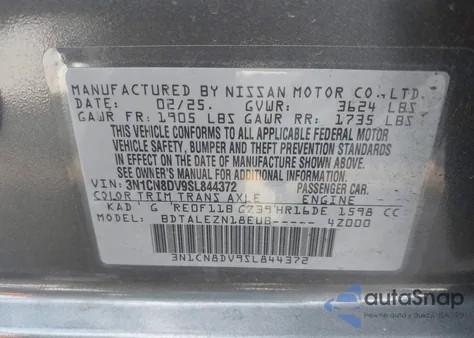 MANUFACTURED BY NISSAN MOTOR CO., LTD.
DATE: 02/25. GVWR: 3624 LBS
GAWR FR: 1905 LBS GAWR RR: 1735 LBS
THIS VEHICLE CONFORMS TO ALL APPLICABLE FEDERAL MOTOR
VEHICLE SAFETY, BUMPER AND THEFT PREVENTION STANDARDS
IN EFFECT ON THE DATE OF MANUFACTURE SHOWN ABOVE.
SEE OWNER'S MANUAL FOR ADDITIONAL INFORMATION.
VIN: 3N1CN8DV9SL844372 PASSENGER CAR.
COLOR TRIM TRANS AXLE ENGINE
KAD G RE0F11B G739 HR16DE 1598 CC
MODEL: BDTALEZN18EUB----- 42000
3N1CN8DV9SL844372
autaSnap